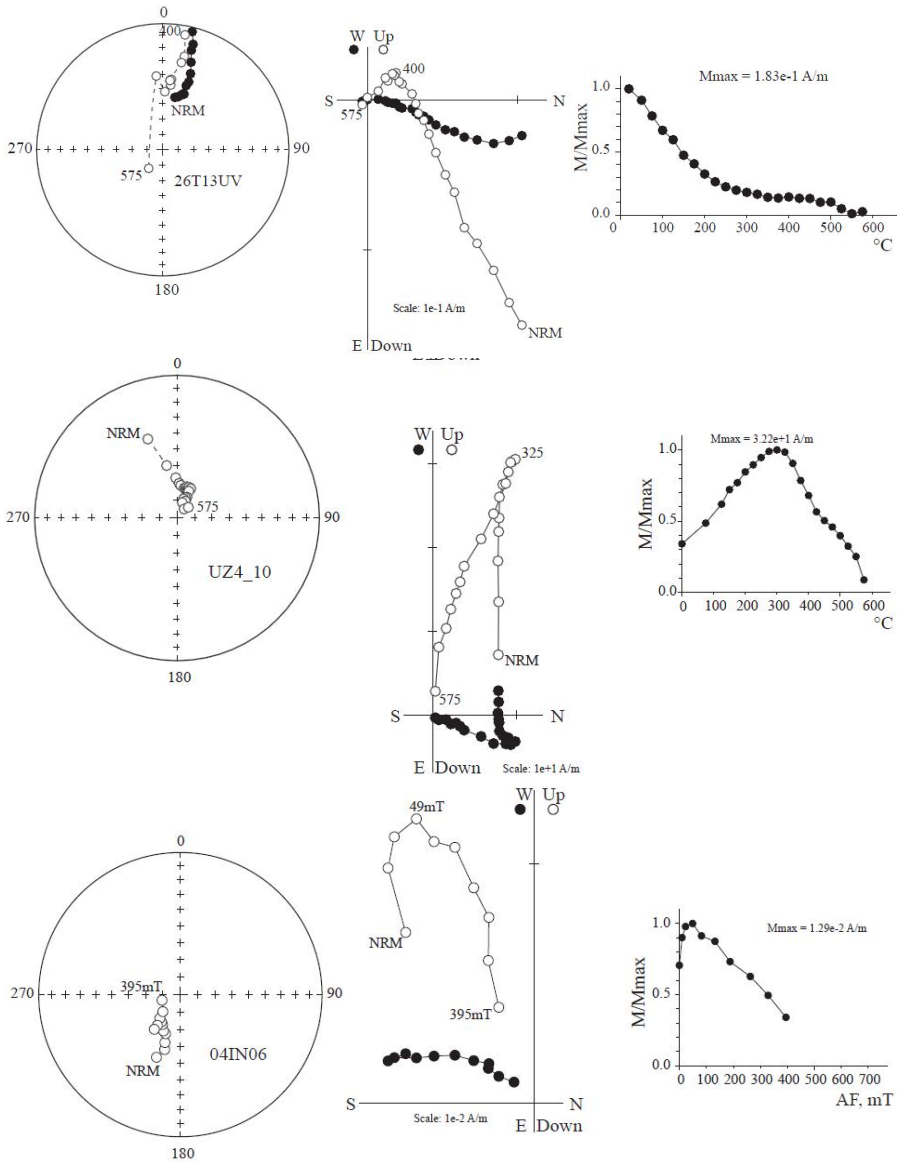 0
400
NRM
270
90
575
26T13UV
180
W Up
400
S
N
575
Scale: 1e-1 A/m
NRM
E Down
Mmax = 1.83e-1 A/m
M/Mmax
1.0
0.5
0.0
0 100 200 300 400 500 600
°C
0
NRM
270
90
575
UZ4_10
180
W Up
325
NRM
575
S
N
E Down
Scale: 1e+1 A/m
Mmax = 3.22e+1 A/m
M/Mmax
1.0
0.5
0.0
0 100 200 300 400 500 600
°C
0
270
395mT
90
NRM
04IN06
180
W Up
49mT
NRM
395mT
S
N
Scale: 1e-2 A/m
E Down
Mmax = 1.29e-2 A/m
M/Mmax
1.0
0.5
0.0
0 100 200 300 400 500 600 700
AF, mT